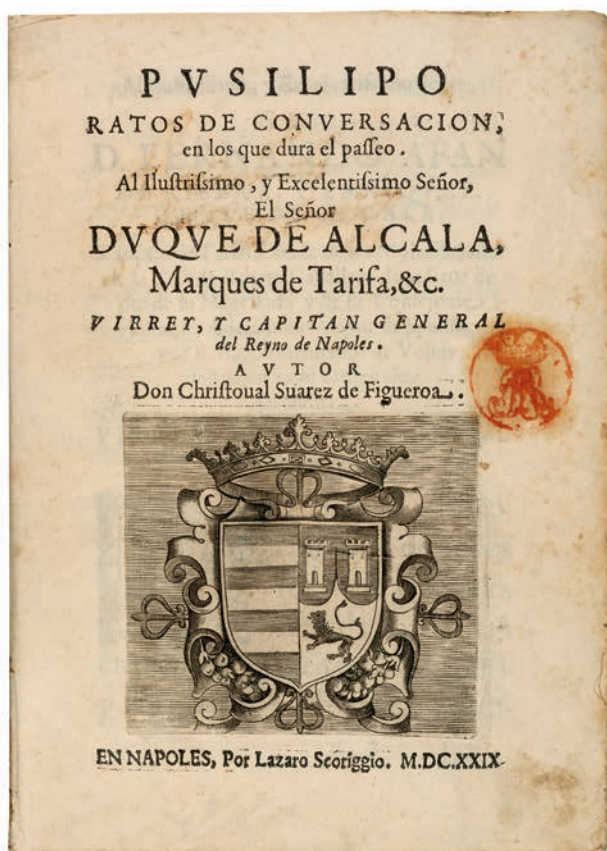 PVSILIPO
RATOS DE CONVERSACION,
en los que dura el paſſeo.
Al Iluſtriſſimo, y Excelentiſſimo Señor,
El Señor
DVQVE DE ALCALA,
Marques de Tarifa, &c.
VIRREY, Y CAPITAN GENERAL
del Reyno de Napoles.
AVTOR
Don Chriſtoual Suarez de Figueroa.
EN NAPOLES, Por Lazaro Scoriggio. M.DC.XXIX.